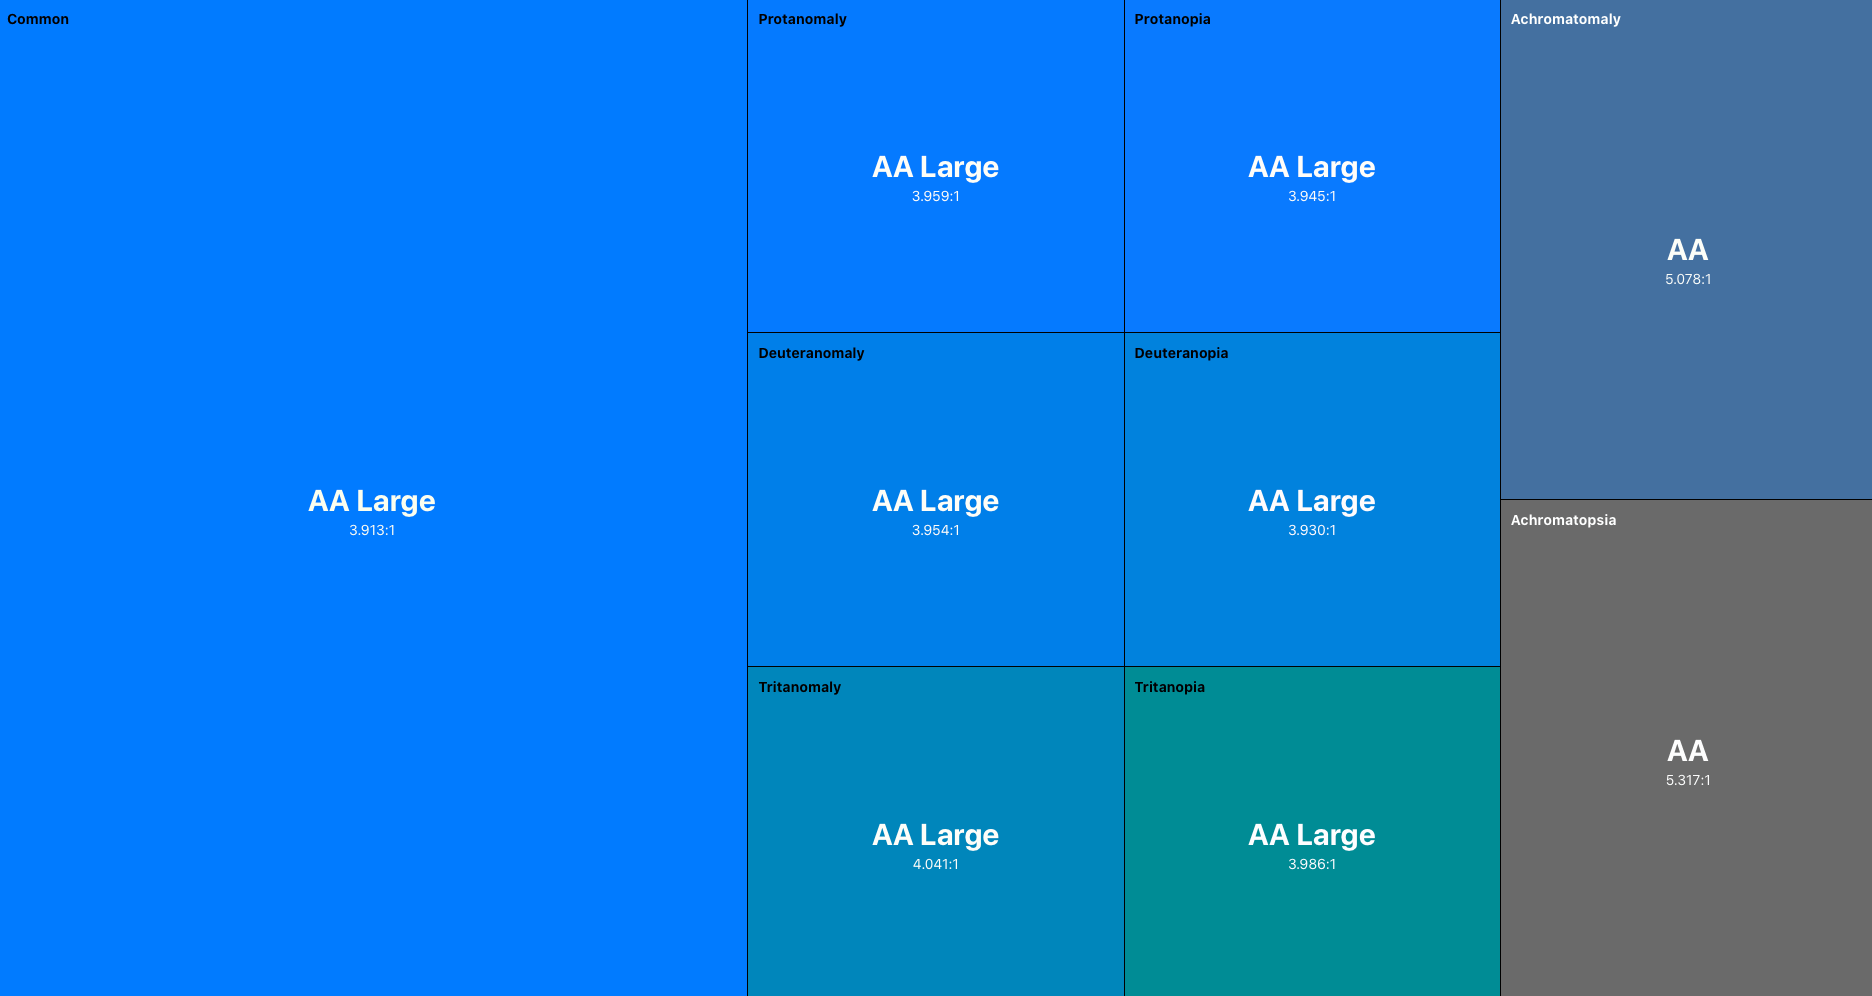 Common
AA Large
3.913:1
Protanomaly
AA Large
3.959:1
Protanopia
AA Large
3.945:1
Deuteranomaly
AA Large
3.954:1
Deuteranopia
AA Large
3.930:1
Tritanomaly
AA Large
4.041:1
Tritanopia
AA Large
3.986:1
Achromatomaly
AA
5.078:1
Achromatopsia
AA
5.317:1